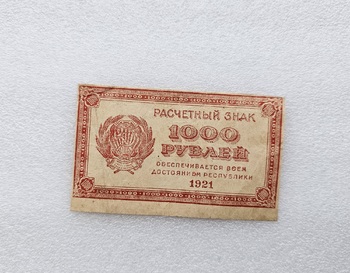 РАСЧЕТНЫЙ ЗНАК
1000
РУБЛЕЙ
ОБЕСПЕЧИВАЕТСЯ ВСЕМ
ДОСТОЯНИЕМ РЕСПУБЛИКИ
1921